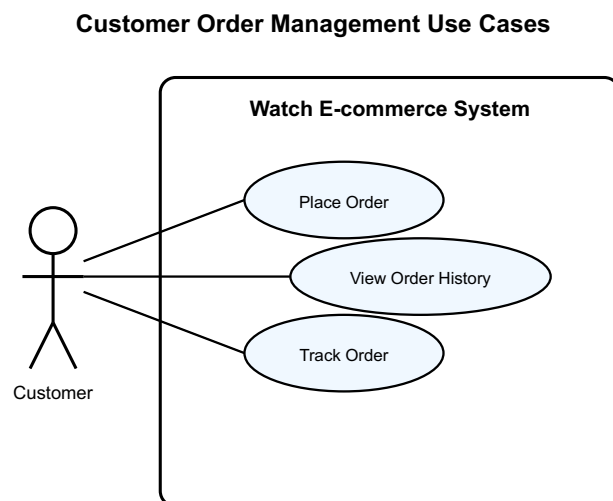 Customer Order Management Use Cases
Watch E-commerce System
Place Order
View Order History
Track Order
Customer